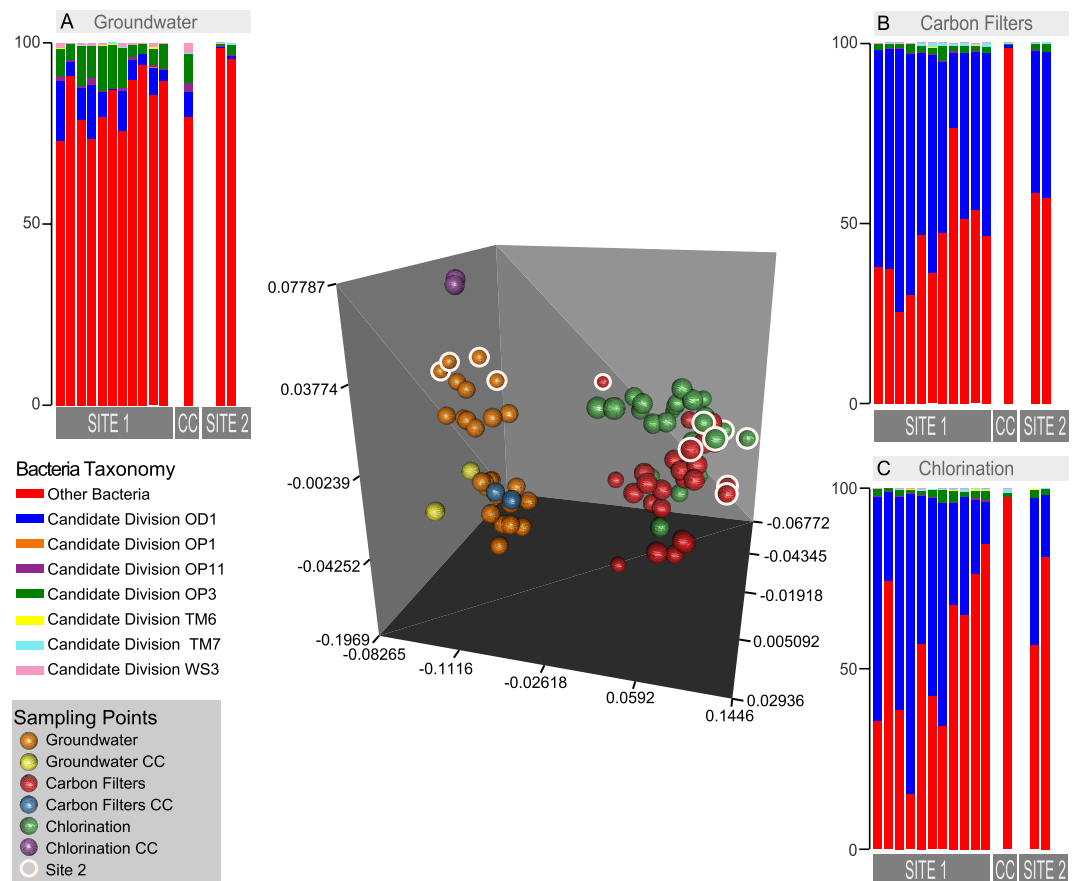 A Groundwater
100
50
0
SITE 1 CC SITE 2
Bacteria Taxonomy
Other Bacteria
Candidate Division OD1
Candidate Division OP1
Candidate Division OP11
Candidate Division OP3
Candidate Division TM6
Candidate Division TM7
Candidate Division WS3
Sampling Points
Groundwater
Groundwater CC
Carbon Filters
Carbon Filters CC
Chlorination
Chlorination CC
Site 2
0.07787
0.03774
-0.00239
-0.04252
-0.1969
-0.08265
-0.1116
-0.02618
0.0592
0.1446
-0.06772
-0.04345
-0.01918
0.005092
0.02936
B Carbon Filters
100
50
0
SITE 1 CC SITE 2
C Chlorination
100
50
0
SITE 1 CC SITE 2